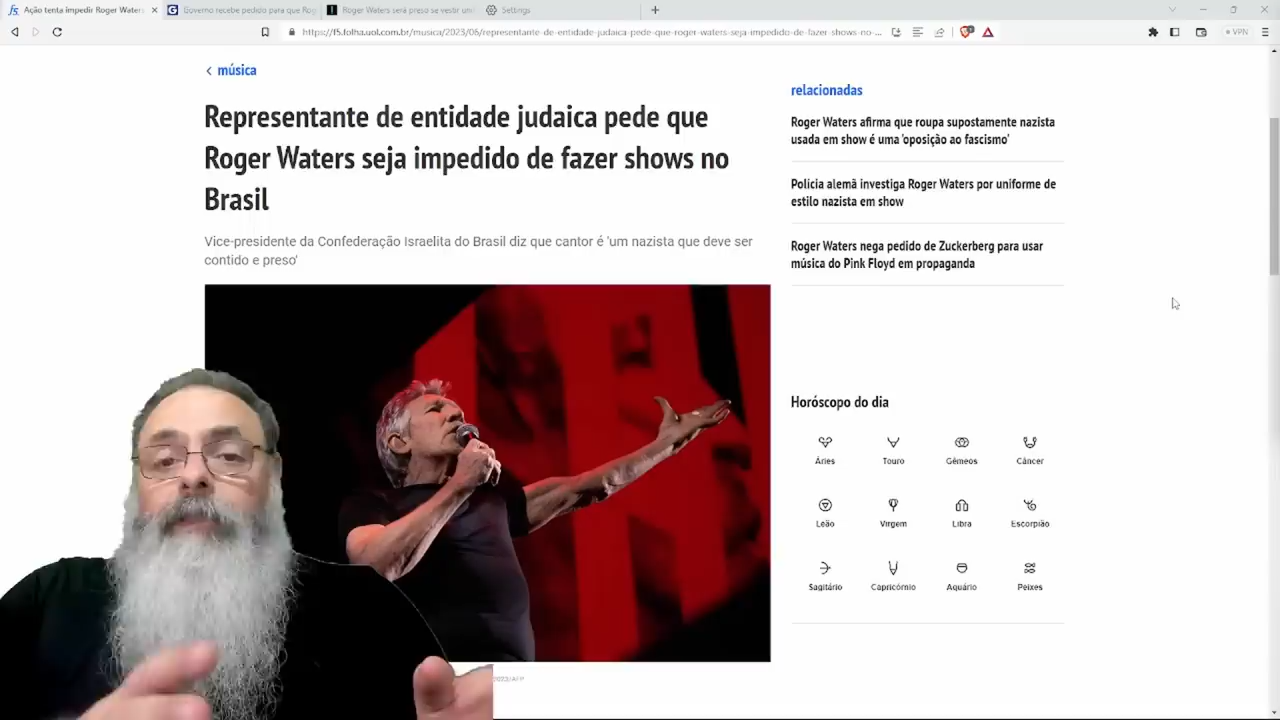 Ação tenta impedir Roger Waters
Governo recebe pedido para que Rog
Roger Waters será preso se vestir uni
Settings
https://f5.folha.uol.com.br/musica/2023/06/representante-de-entidade-judaica-pede-que-roger-waters-seja-impedido-de-fazer-shows-no-...
VPN
música
Representante de entidade judaica pede que
Roger Waters seja impedido de fazer shows no
Brasil
Vice-presidente da Confederação Israelita do Brasil diz que cantor é 'um nazista que deve ser
contido e preso'
2023/AFP
relacionadas
Roger Waters afirma que roupa supostamente nazista
usada em show é uma 'oposição ao fascismo'
Polícia alemã investiga Roger Waters por uniforme de
estilo nazista em show
Roger Waters nega pedido de Zuckerberg para usar
música do Pink Floyd em propaganda
Horóscopo do dia
Áries Touro Gêmeos Câncer
Leão Virgem Libra Escorpião
Sagitário Capricórnio Aquário Peixes